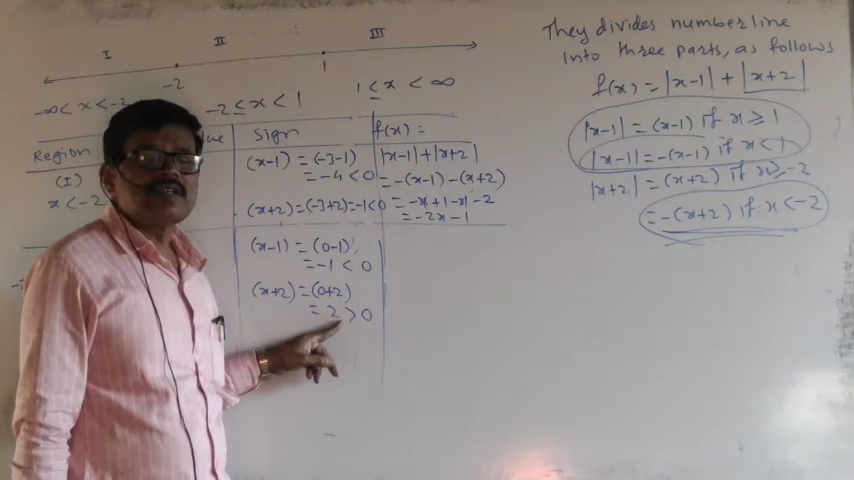 I II III
-2 1
-∞ < x < -2 -2 ≤ x < 1 1 ≤ x < ∞
Region Sign f(x) =
(I) (x-1) = (-3-1) |x-1| + |x+2|
x < -2 = -4 < 0 = -(x-1) - (x+2)
(x+2) = (-3+2) = -1 < 0 = -x+1-x-2
= -2x-1
(x-1) = (0-1)
= -1 < 0
(x+2) = (0+2)
= 2 > 0
They divides numberline
into three parts, as follows
f(x) = |x-1| + |x+2|
|x-1| = (x-1) if x ≥ 1
|x-1| = -(x-1) if x < 1
|x+2| = (x+2) if x ≥ -2
= -(x+2) if x < -2